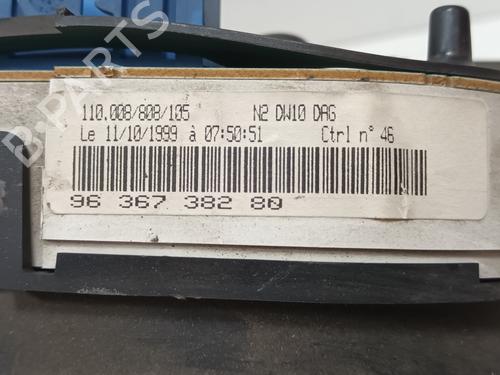 110.008/808/105 N2 DW10 DAG
Le 11/10/1999 à 07:50:51 Ctrl n° 46
96 367 382 80
B-PARTS